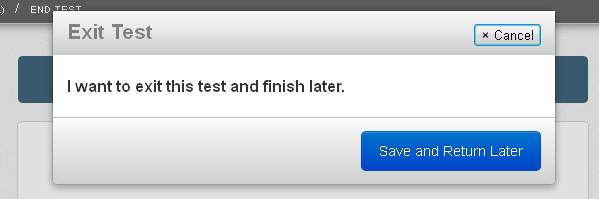 ) / END TEST
Exit Test
× Cancel
I want to exit this test and finish later.
Save and Return Later